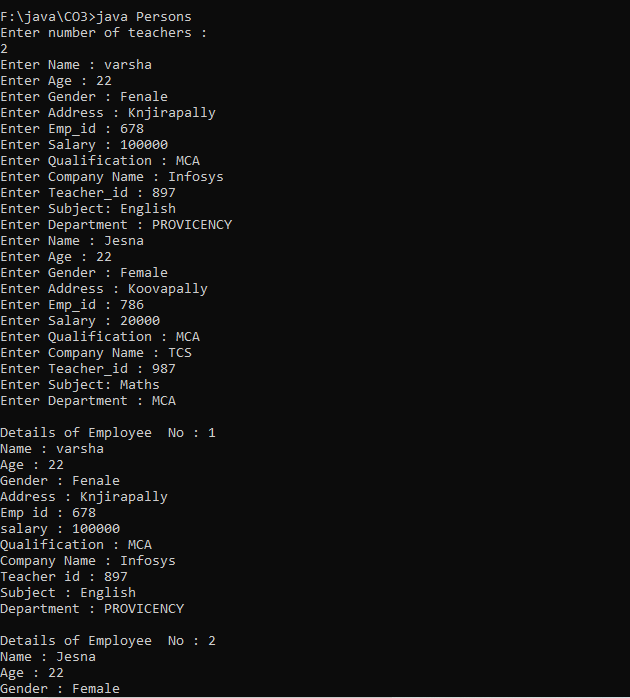 F:\java\CO3>java Persons
Enter number of teachers :
2
Enter Name : varsha
Enter Age : 22
Enter Gender : Fenale
Enter Address : Knjirapally
Enter Emp_id : 678
Enter Salary : 100000
Enter Qualification : MCA
Enter Company Name : Infosys
Enter Teacher_id : 897
Enter Subject: English
Enter Department : PROVICENCY
Enter Name : Jesna
Enter Age : 22
Enter Gender : Female
Enter Address : Koovapally
Enter Emp_id : 786
Enter Salary : 20000
Enter Qualification : MCA
Enter Company Name : TCS
Enter Teacher_id : 987
Enter Subject: Maths
Enter Department : MCA

Details of Employee  No : 1
Name : varsha
Age : 22
Gender : Fenale
Address : Knjirapally
Emp id : 678
salary : 100000
Qualification : MCA
Company Name : Infosys
Teacher id : 897
Subject : English
Department : PROVICENCY

Details of Employee  No : 2
Name : Jesna
Age : 22
Gender : Female